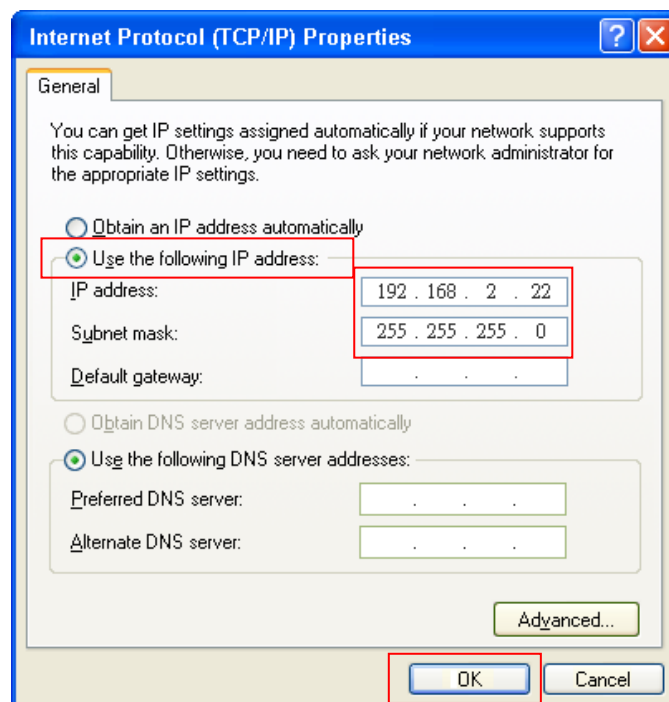 Internet Protocol (TCP/IP) Properties
General
You can get IP settings assigned automatically if your network supports
this capability. Otherwise, you need to ask your network administrator for
the appropriate IP settings.
Obtain an IP address automatically
Use the following IP address:
IP address: 192 . 168 . 2 . 22
Subnet mask: 255 . 255 . 255 . 0
Default gateway: . . .
Obtain DNS server address automatically
Use the following DNS server addresses:
Preferred DNS server: . . .
Alternate DNS server: . . .
Advanced...
OK Cancel